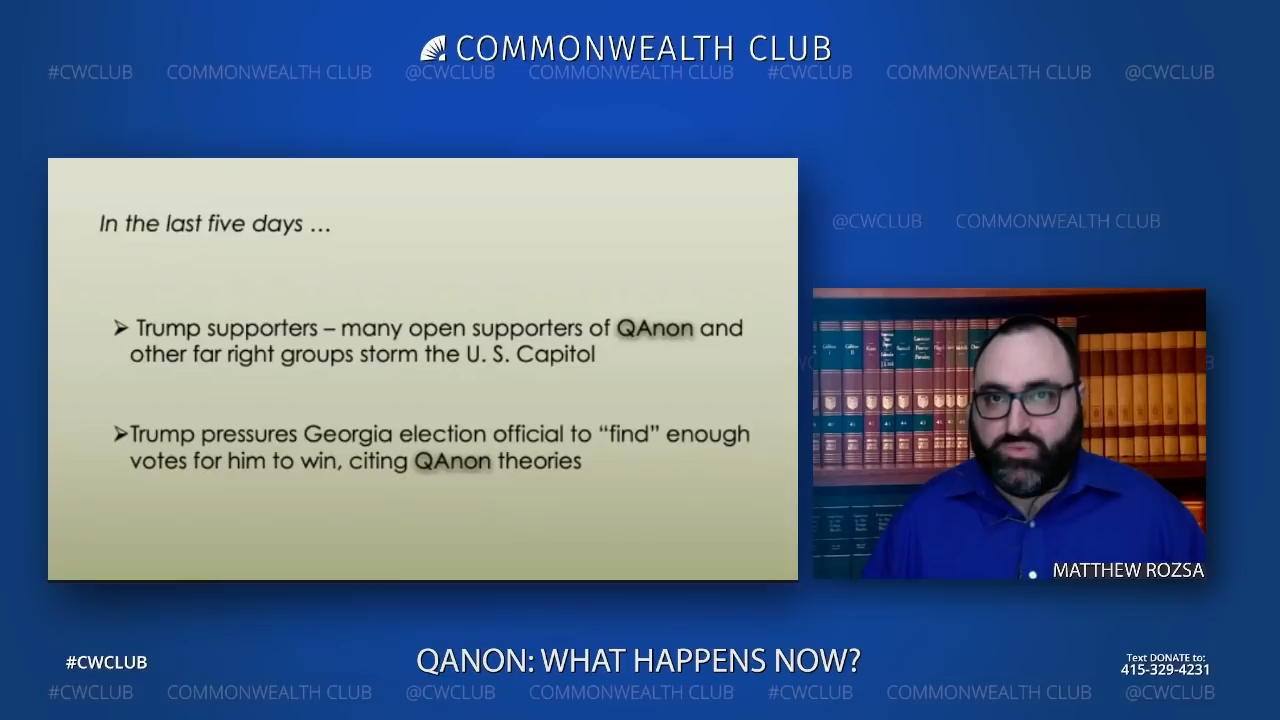 COMMONWEALTH CLUB
#CWCLUB COMMONWEALTH CLUB @CWCLUB COMMONWEALTH CLUB #CWCLUB COMMONWEALTH CLUB @CWCLUB
In the last five days …
@CWCLUB COMMONWEALTH CLUB
➢ Trump supporters – many open supporters of QAnon and
other far right groups storm the U. S. Capitol
➢Trump pressures Georgia election official to “find” enough
votes for him to win, citing QAnon theories
MATTHEW ROZSA
#CWCLUB
QANON: WHAT HAPPENS NOW?
Text DONATE to:
415-329-4231
#CWCLUB COMMONWEALTH CLUB @CWCLUB COMMONWEALTH CLUB #CWCLUB COMMONWEALTH CLUB @CWCLUB